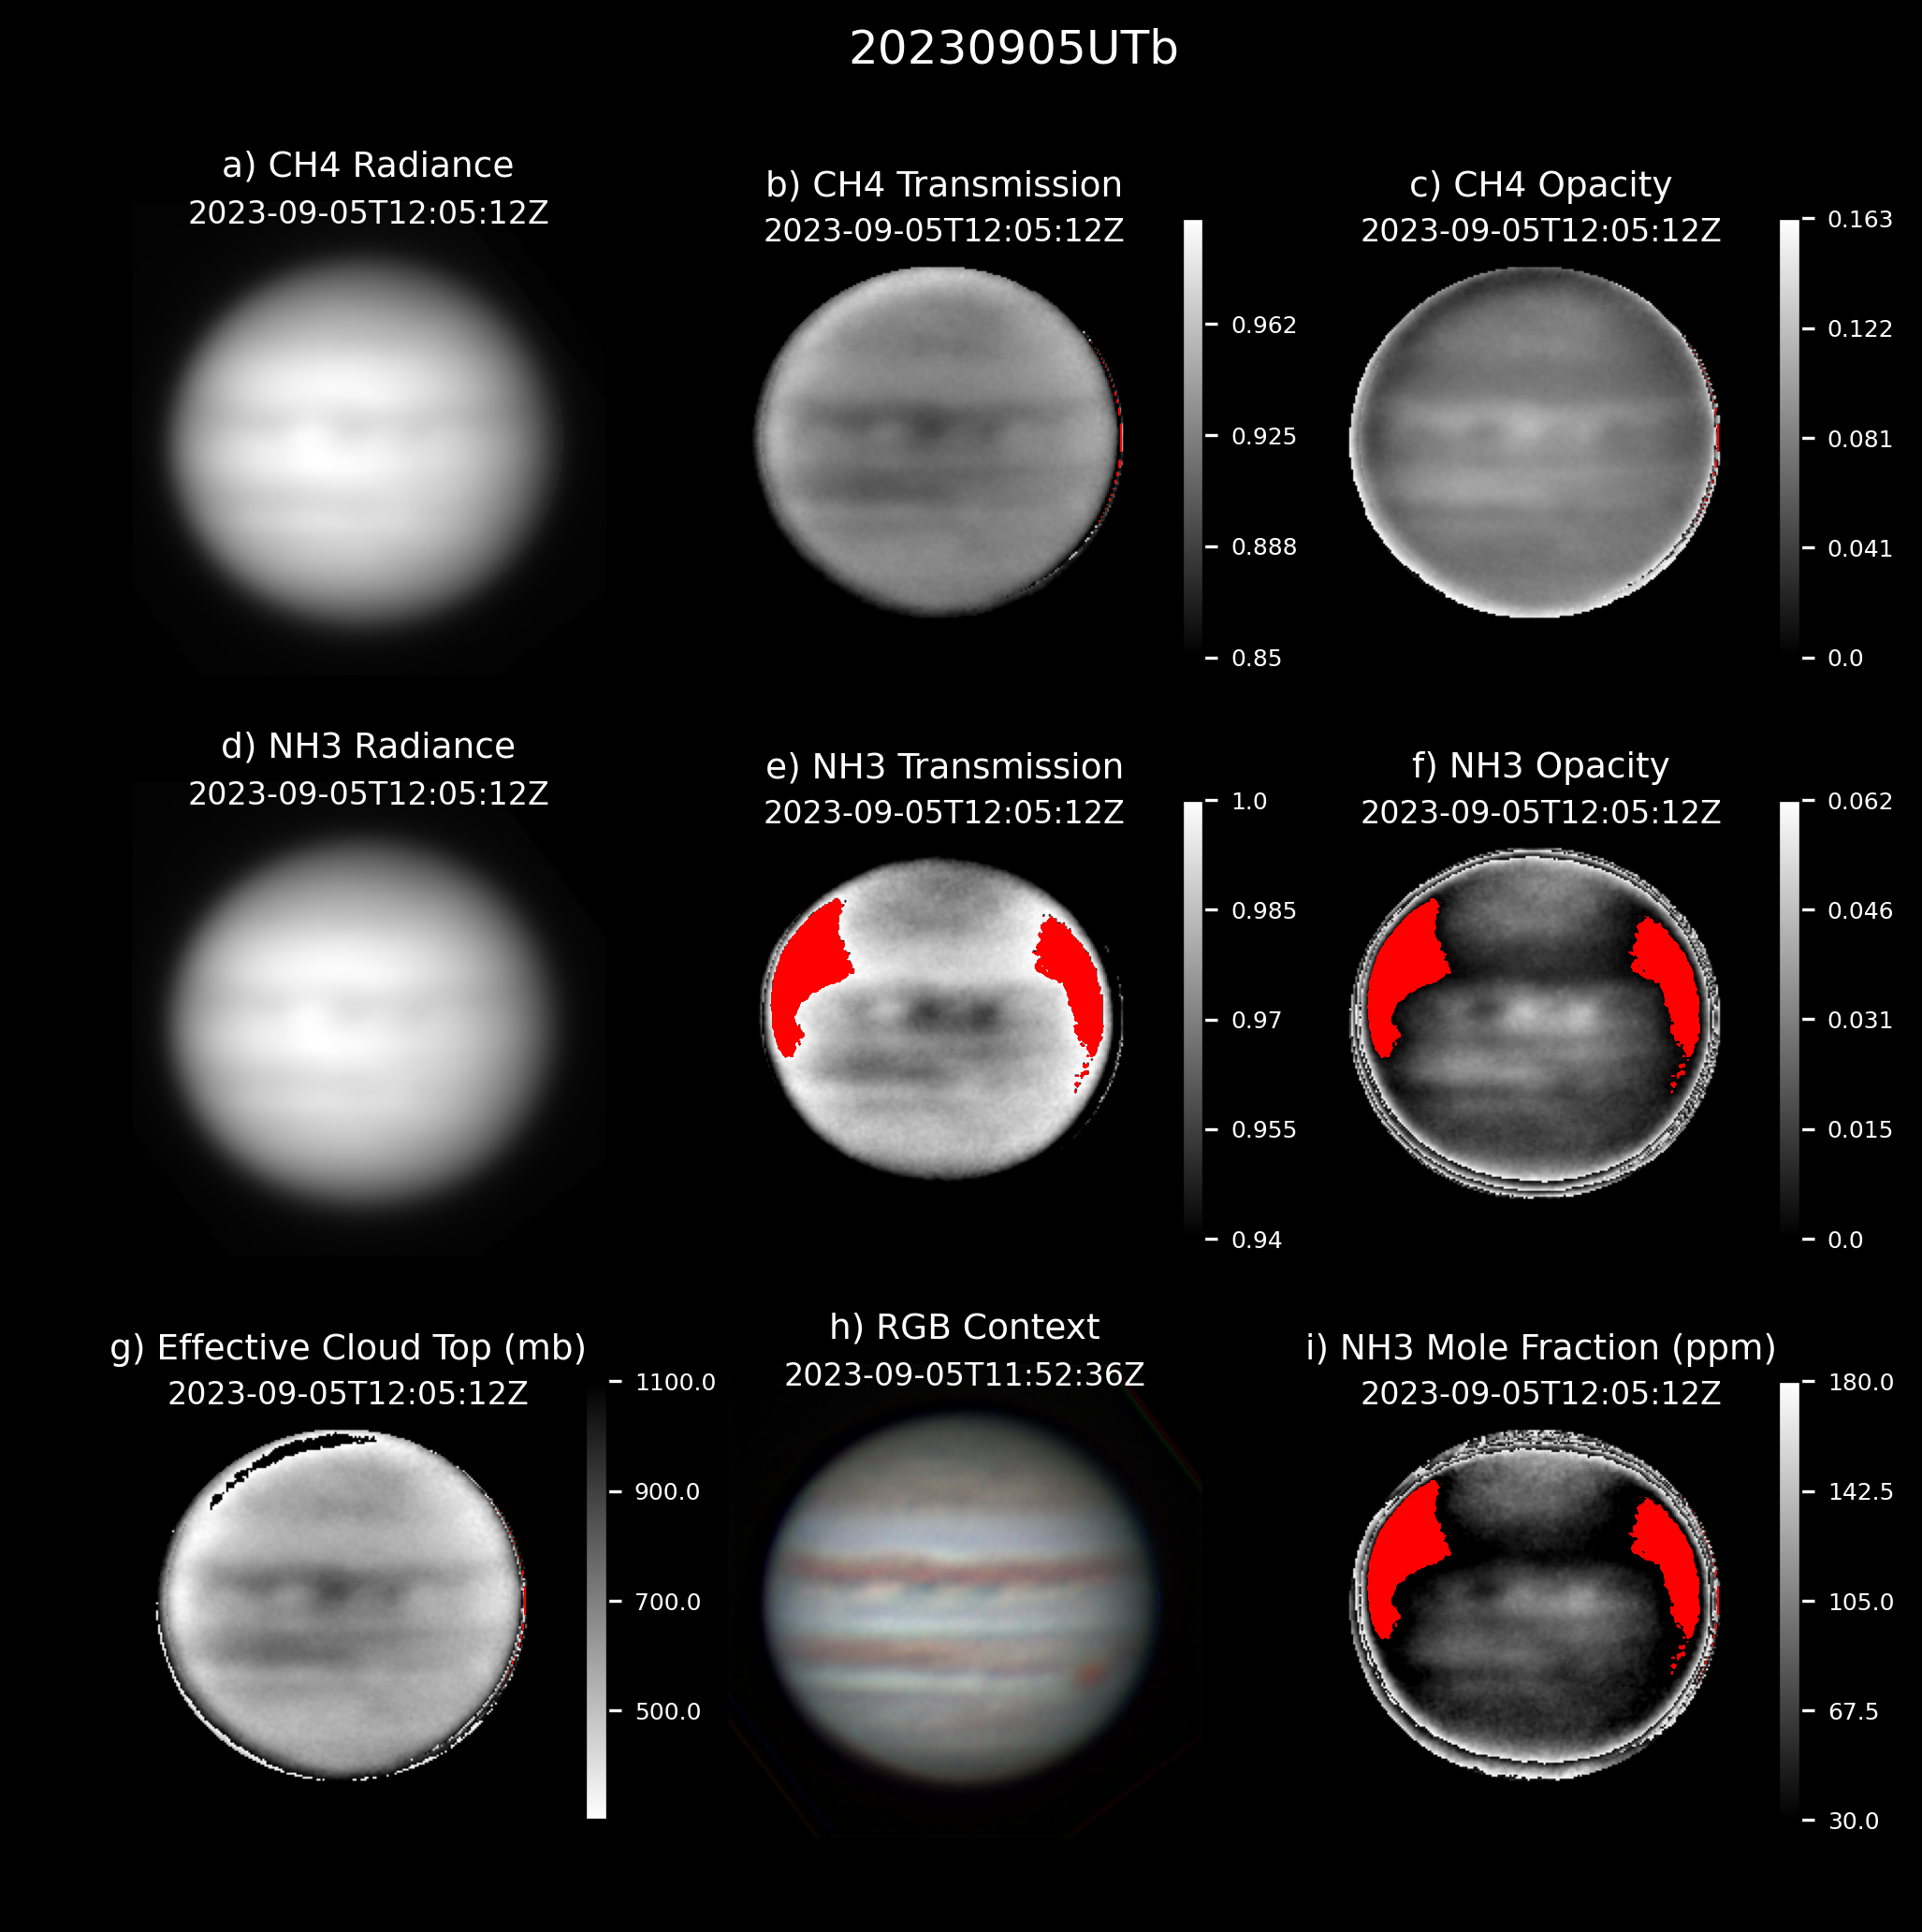 20230905UTb
a) CH4 Radiance
2023-09-05T12:05:12Z
b) CH4 Transmission
2023-09-05T12:05:12Z
0.962
0.925
0.888
0.85
c) CH4 Opacity
2023-09-05T12:05:12Z
0.163
0.122
0.081
0.041
0.0
d) NH3 Radiance
2023-09-05T12:05:12Z
e) NH3 Transmission
2023-09-05T12:05:12Z
1.0
0.985
0.97
0.955
0.94
f) NH3 Opacity
2023-09-05T12:05:12Z
0.062
0.046
0.031
0.015
0.0
g) Effective Cloud Top (mb)
2023-09-05T12:05:12Z
1100.0
900.0
700.0
500.0
h) RGB Context
2023-09-05T11:52:36Z
i) NH3 Mole Fraction (ppm)
2023-09-05T12:05:12Z
180.0
142.5
105.0
67.5
30.0